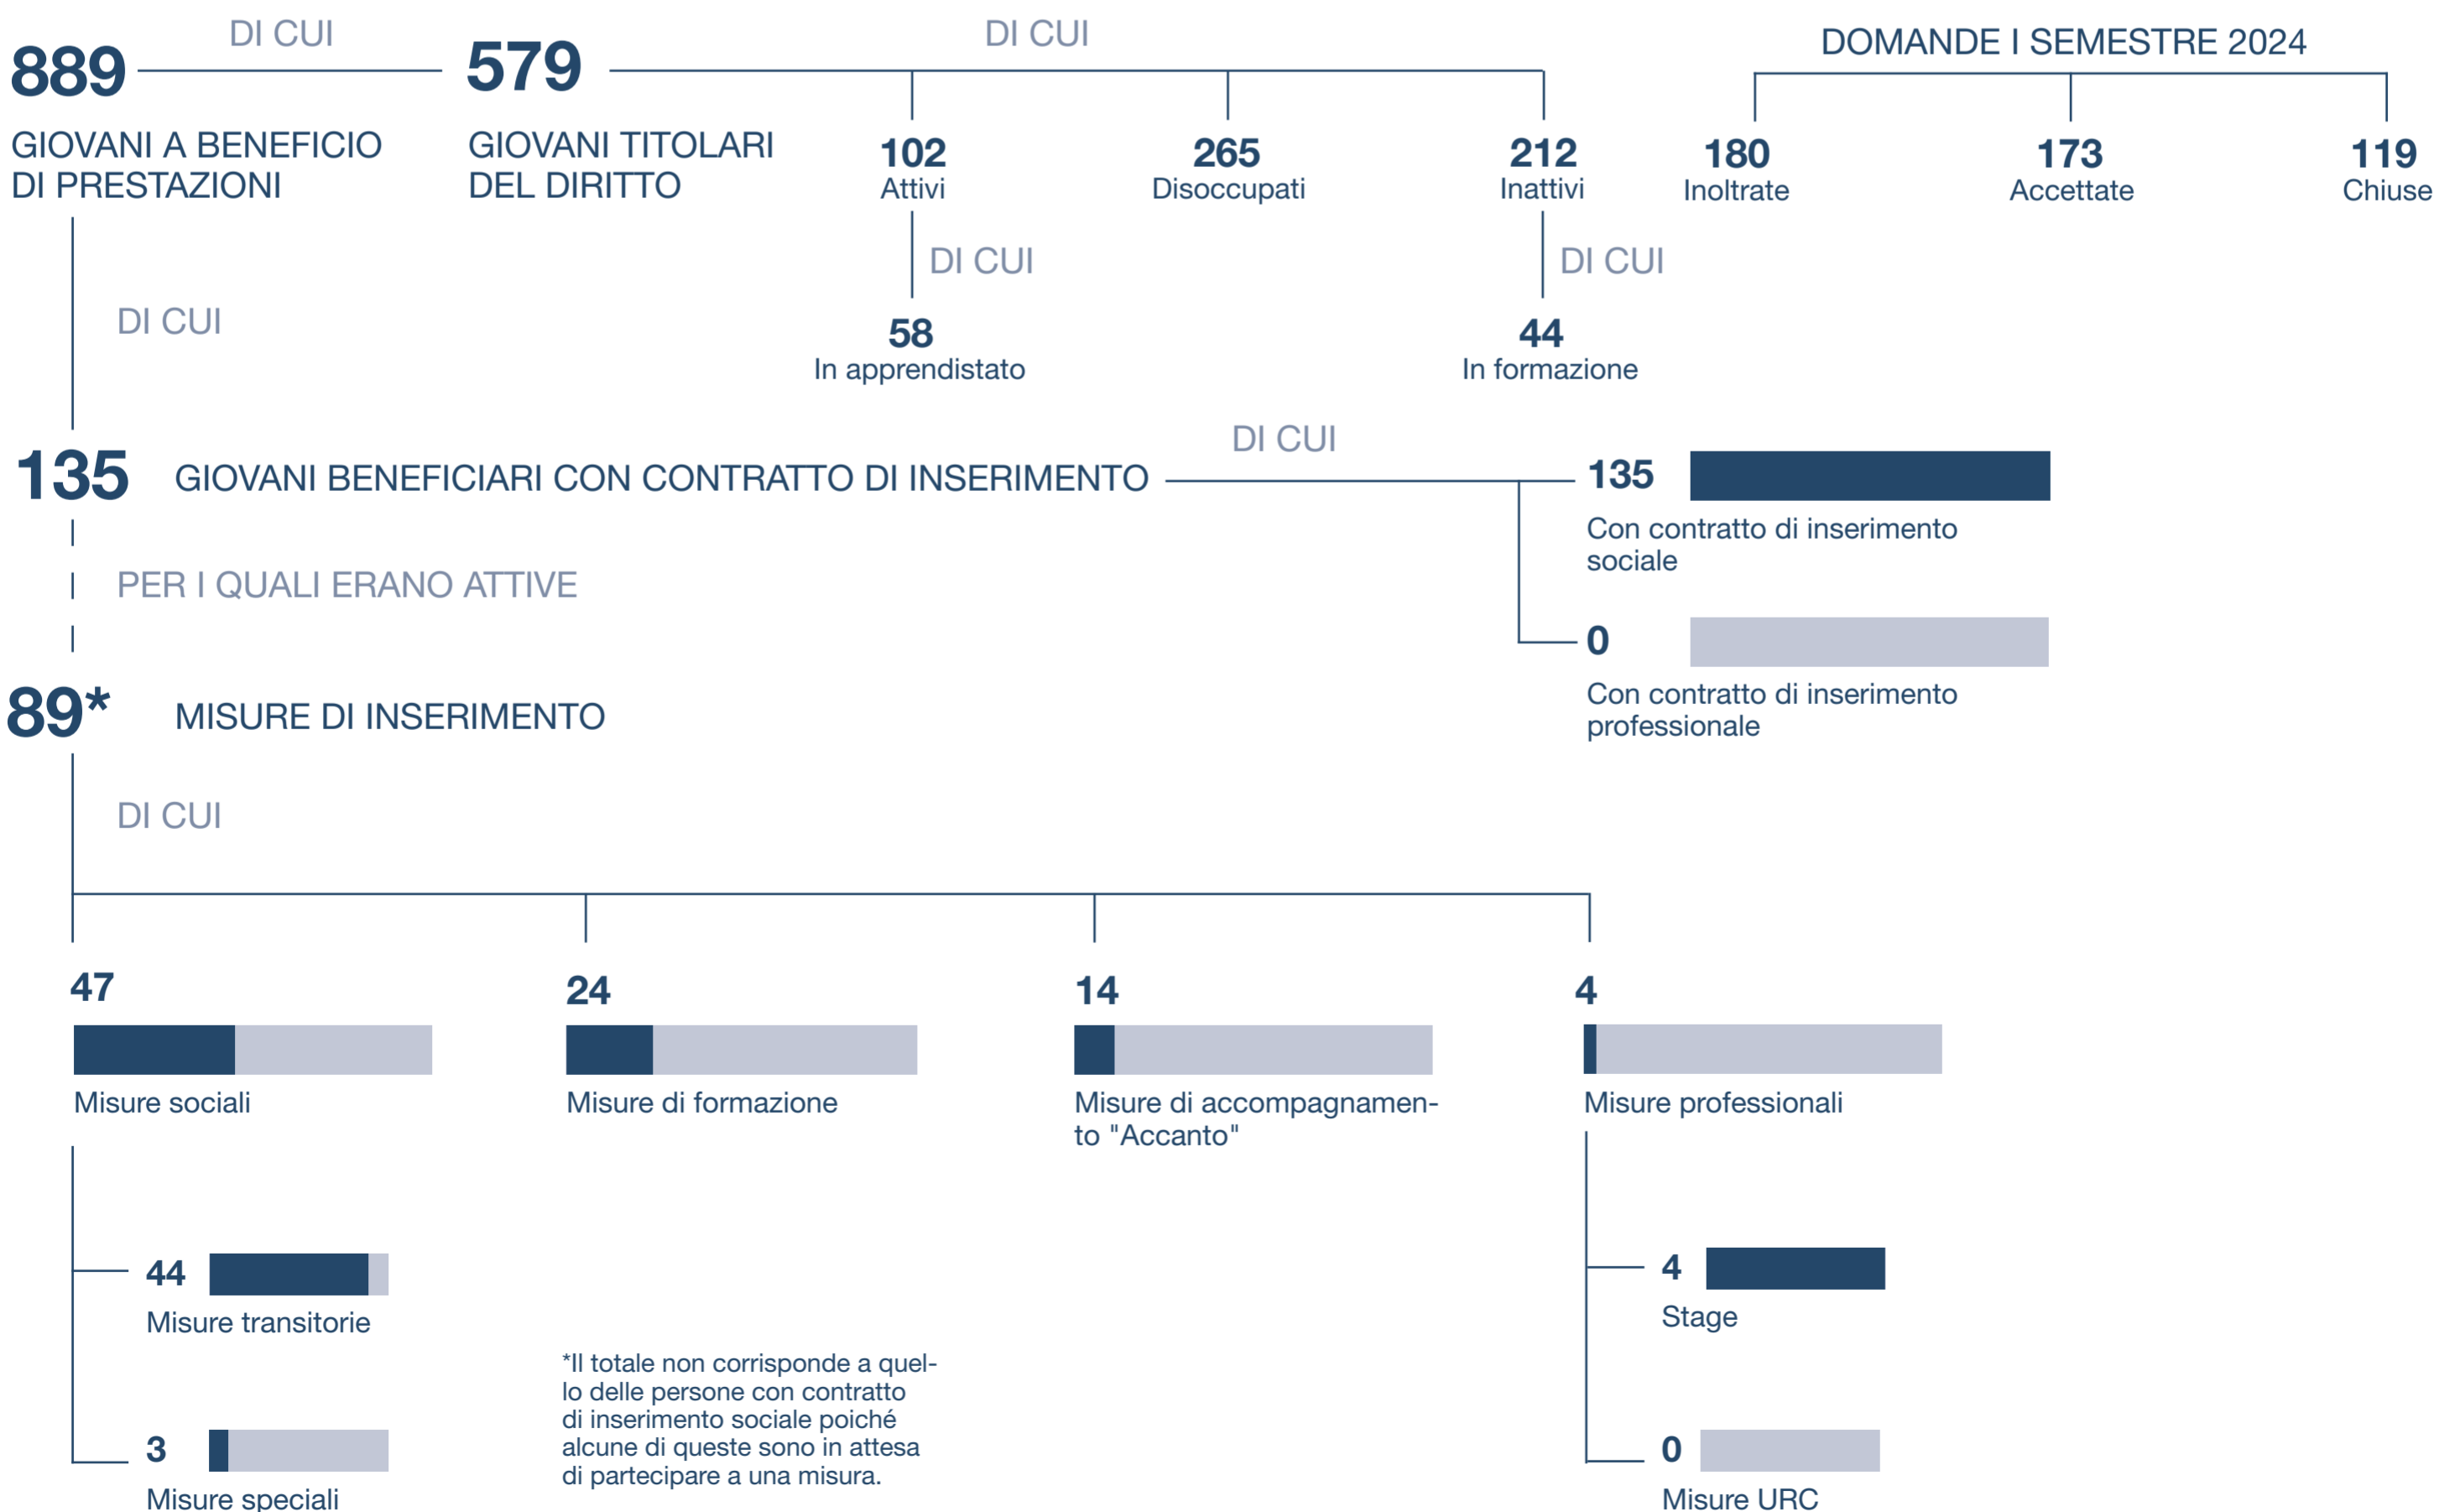 889
DI CUI
579
DI CUI
GIOVANI A BENEFICIO
DI PRESTAZIONI
GIOVANI TITOLARI
DEL DIRITTO
102
Attivi
265
Disoccupati
212
Inattivi
DI CUI
58
In apprendistato
DI CUI
44
In formazione
DOMANDE I SEMESTRE 2024
180
Inoltrate
173
Accettate
119
Chiuse
DI CUI
135
GIOVANI BENEFICIARI CON CONTRATTO DI INSERIMENTO
DI CUI
135
Con contratto di inserimento
sociale
0
Con contratto di inserimento
professionale
PER I QUALI ERANO ATTIVE
89*
MISURE DI INSERIMENTO
DI CUI
47
Misure sociali
24
Misure di formazione
14
Misure di accompagnamen-
to "Accanto"
4
Misure professionali
44
Misure transitorie
3
Misure speciali
*Il totale non corrisponde a quel-
lo delle persone con contratto
di inserimento sociale poiché
alcune di queste sono in attesa
di partecipare a una misura.
4
Stage
0
Misure URC